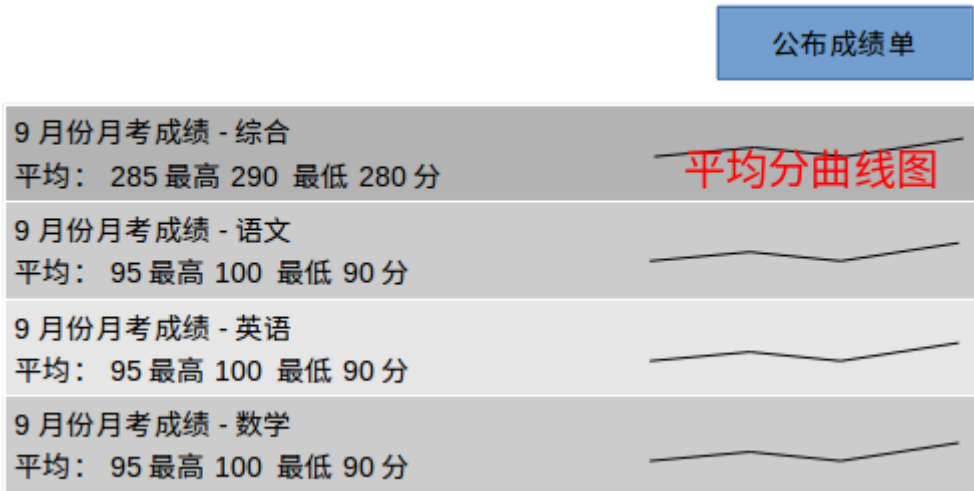 公布成绩单
9 月份月考成绩 - 综合
平均： 285 最高 290 最低 280 分
平均分曲线图
9 月份月考成绩 - 语文
平均： 95 最高 100 最低 90 分
9 月份月考成绩 - 英语
平均： 95 最高 100 最低 90 分
9 月份月考成绩 - 数学
平均： 95 最高 100 最低 90 分